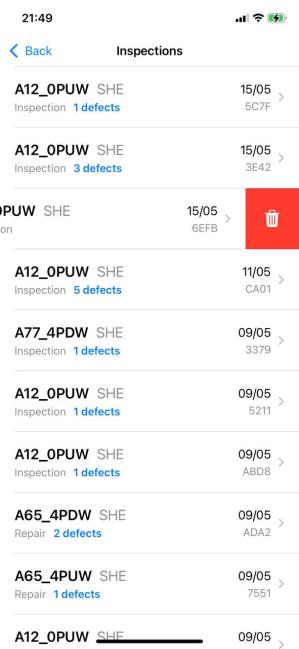 21:49
Back
Inspections
A12_0PUW SHE 15/05
Inspection 1 defects 5C7F
A12_0PUW SHE 15/05
Inspection 3 defects 3E42
0PUW SHE 15/05
on 6EFB
A12_0PUW SHE 11/05
Inspection 5 defects CA01
A77_4PDW SHE 09/05
Inspection 1 defects 3379
A12_0PUW SHE 09/05
Inspection 1 defects 5211
A12_0PUW SHE 09/05
Inspection 1 defects ABD8
A65_4PDW SHE 09/05
Repair 2 defects ADA2
A65_4PUW SHE 09/05
Repair 1 defects 7551
A12_0PUW SHE 09/05